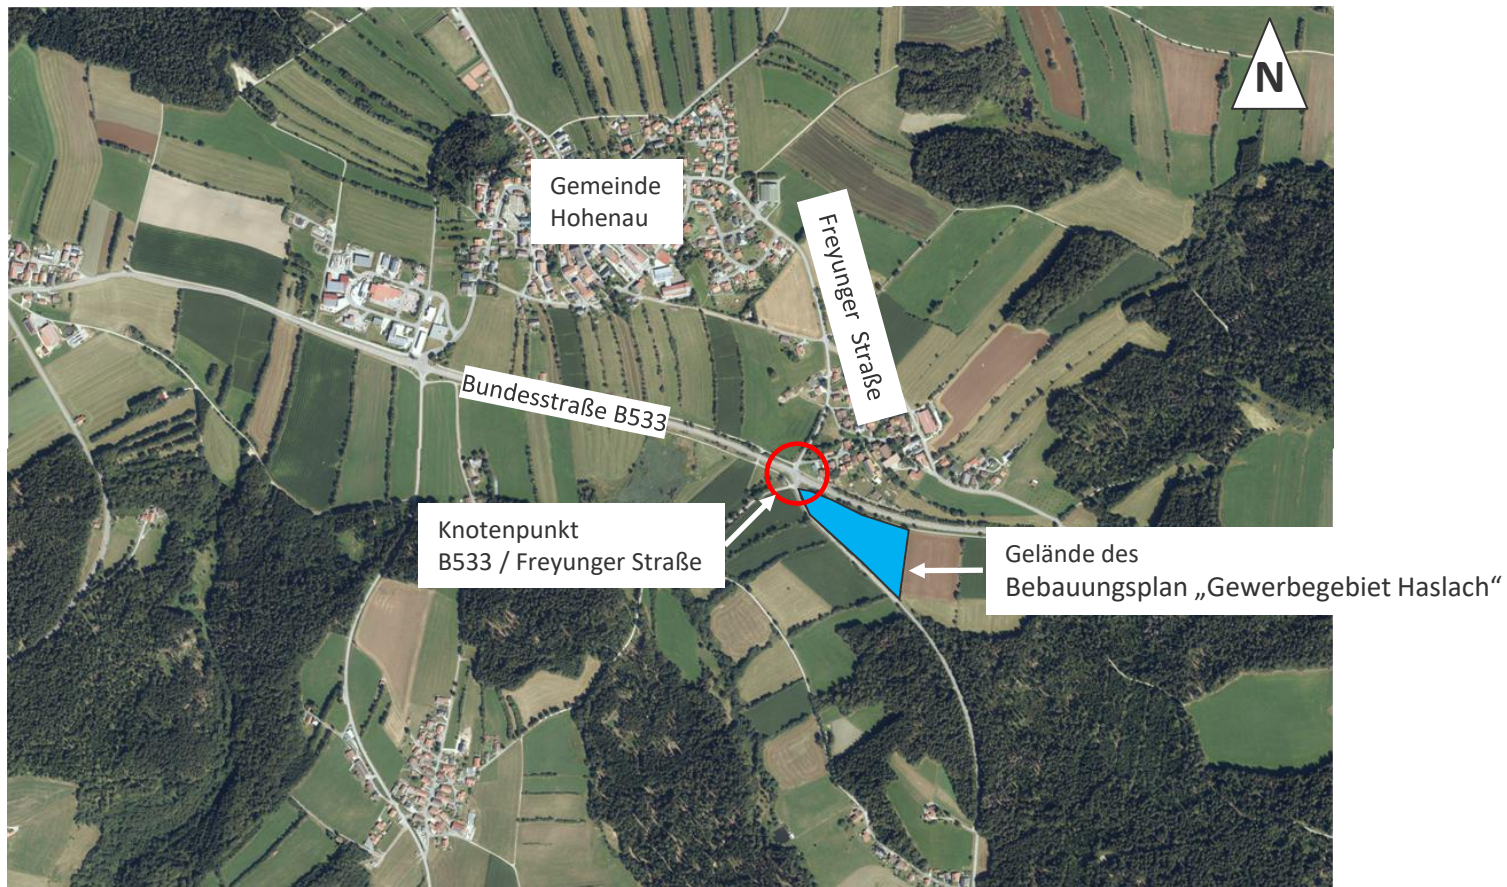 N
Gemeinde
Hohenau
Freyunger Straße
Bundesstraße B533
Knotenpunkt
B533 / Freyunger Straße
Gelände des
Bebauungsplan „Gewerbegebiet Haslach“